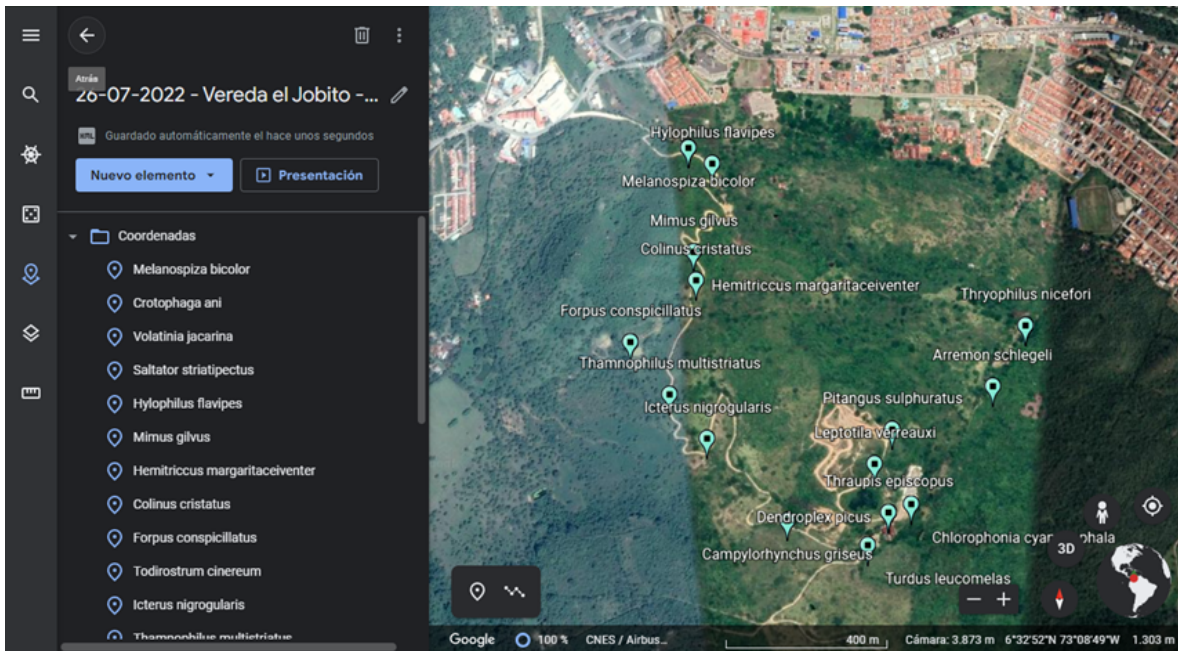 Atrás
26-07-2022 - Vereda el Jobito -...
KML Guardado automáticamente el hace unos segundos
Nuevo elemento
Presentación
Coordenadas
Melanospiza bicolor
Crotophaga ani
Volatinia jacarina
Saltator striatipectus
Hylophilus flavipes
Mimus gilvus
Hemitriccus margaritaceiventer
Colinus cristatus
Forpus conspicillatus
Todirostrum cinereum
Icterus nigrogularis
Thamnophilus multistriatus
Hylophilus flavipes
Melanospiza bicolor
Mimus gilvus
Colinus cristatus
Hemitriccus margaritaceiventer
Thryophilus nicefori
Forpus conspicillatus
Arremon schlegeli
Thamnophilus multistriatus
Pitangus sulphuratus
Icterus nigrogularis
Leptotila verreauxi
Thraupis episcopus
Dendroplex picus
Chlorophonia
Campylorhynchus griseus
Turdus leucomelas
3D
Google 100 % CNES / Airbus... 400 m Cámara: 3.873 m 6°32'52"N 73°08'49"W 1.303 m